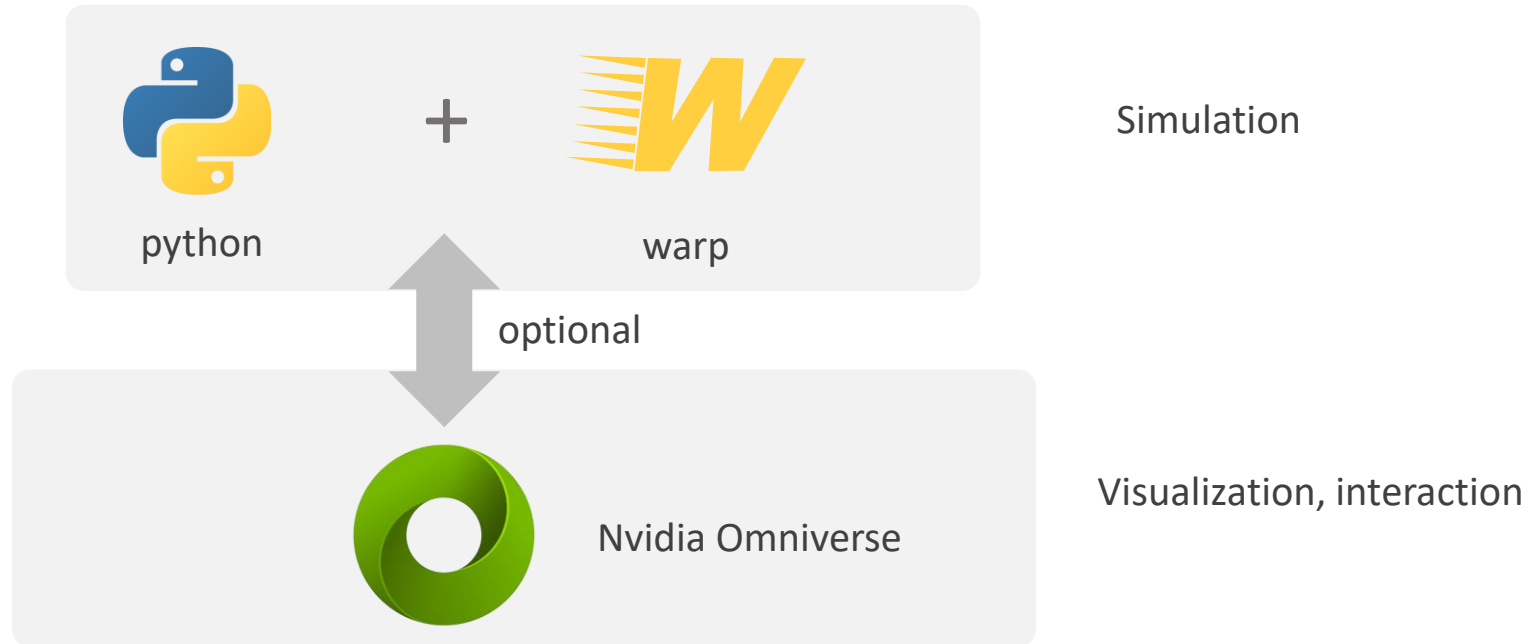 Simulation
+
W
python
warp
optional
Nvidia Omniverse
Visualization, interaction